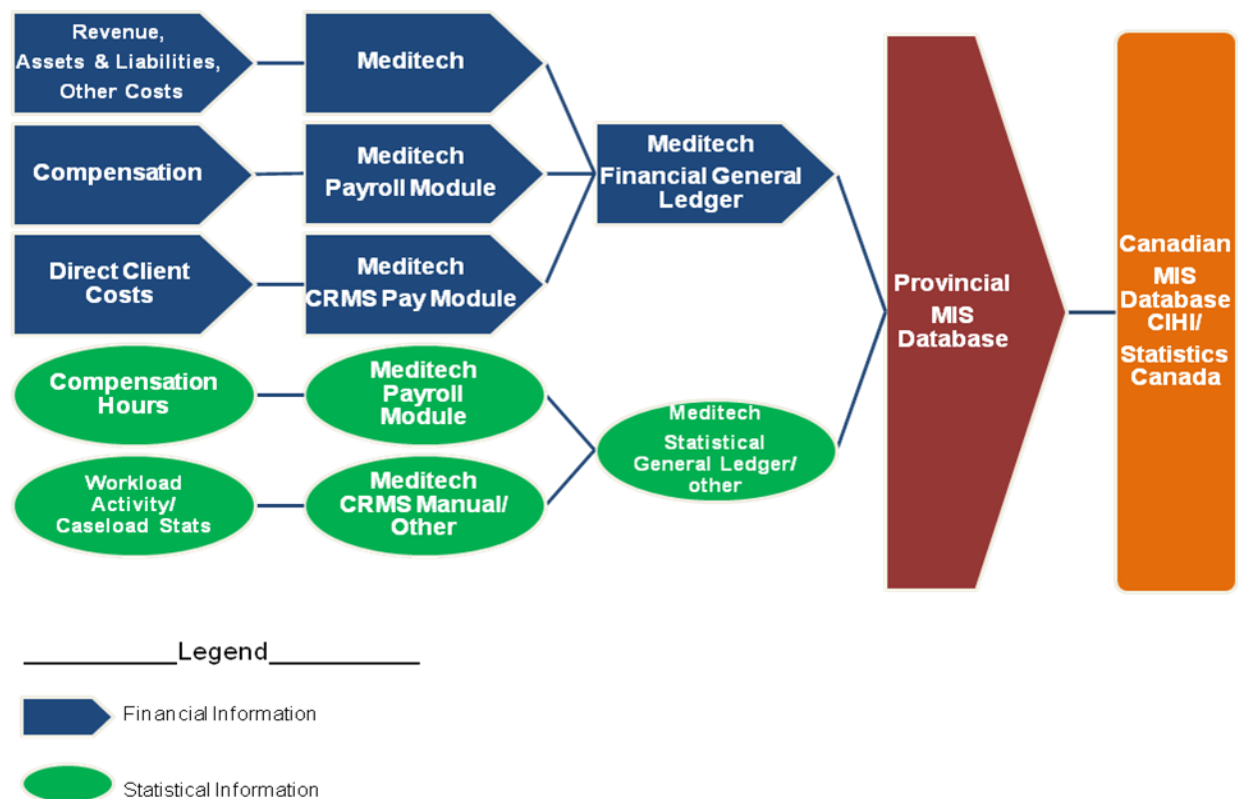 Revenue,
Assets & Liabilities,
Other Costs
Meditech
Compensation
Meditech
Payroll Module
Direct Client
Costs
Meditech
CRMS Pay Module
Meditech
Financial General
Ledger
Compensation
Hours
Meditech
Payroll
Module
Workload
Activity/
Caseload Stats
Meditech
CRMS Manual/
Other
Meditech
Statistical
General Ledger/
other
Provincial
MIS
Database
Canadian
MIS
Database
CIHI/
Statistics
Canada
Legend
Financial Information
Statistical Information